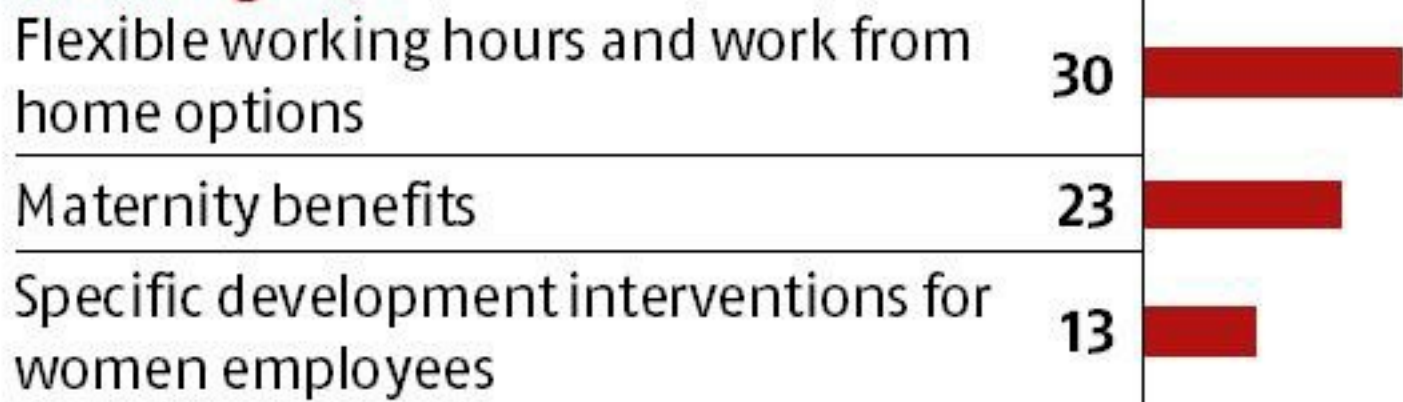 Flexible working hours and work from
home options
30
Maternity benefits
23
Specific development interventions for
women employees
13